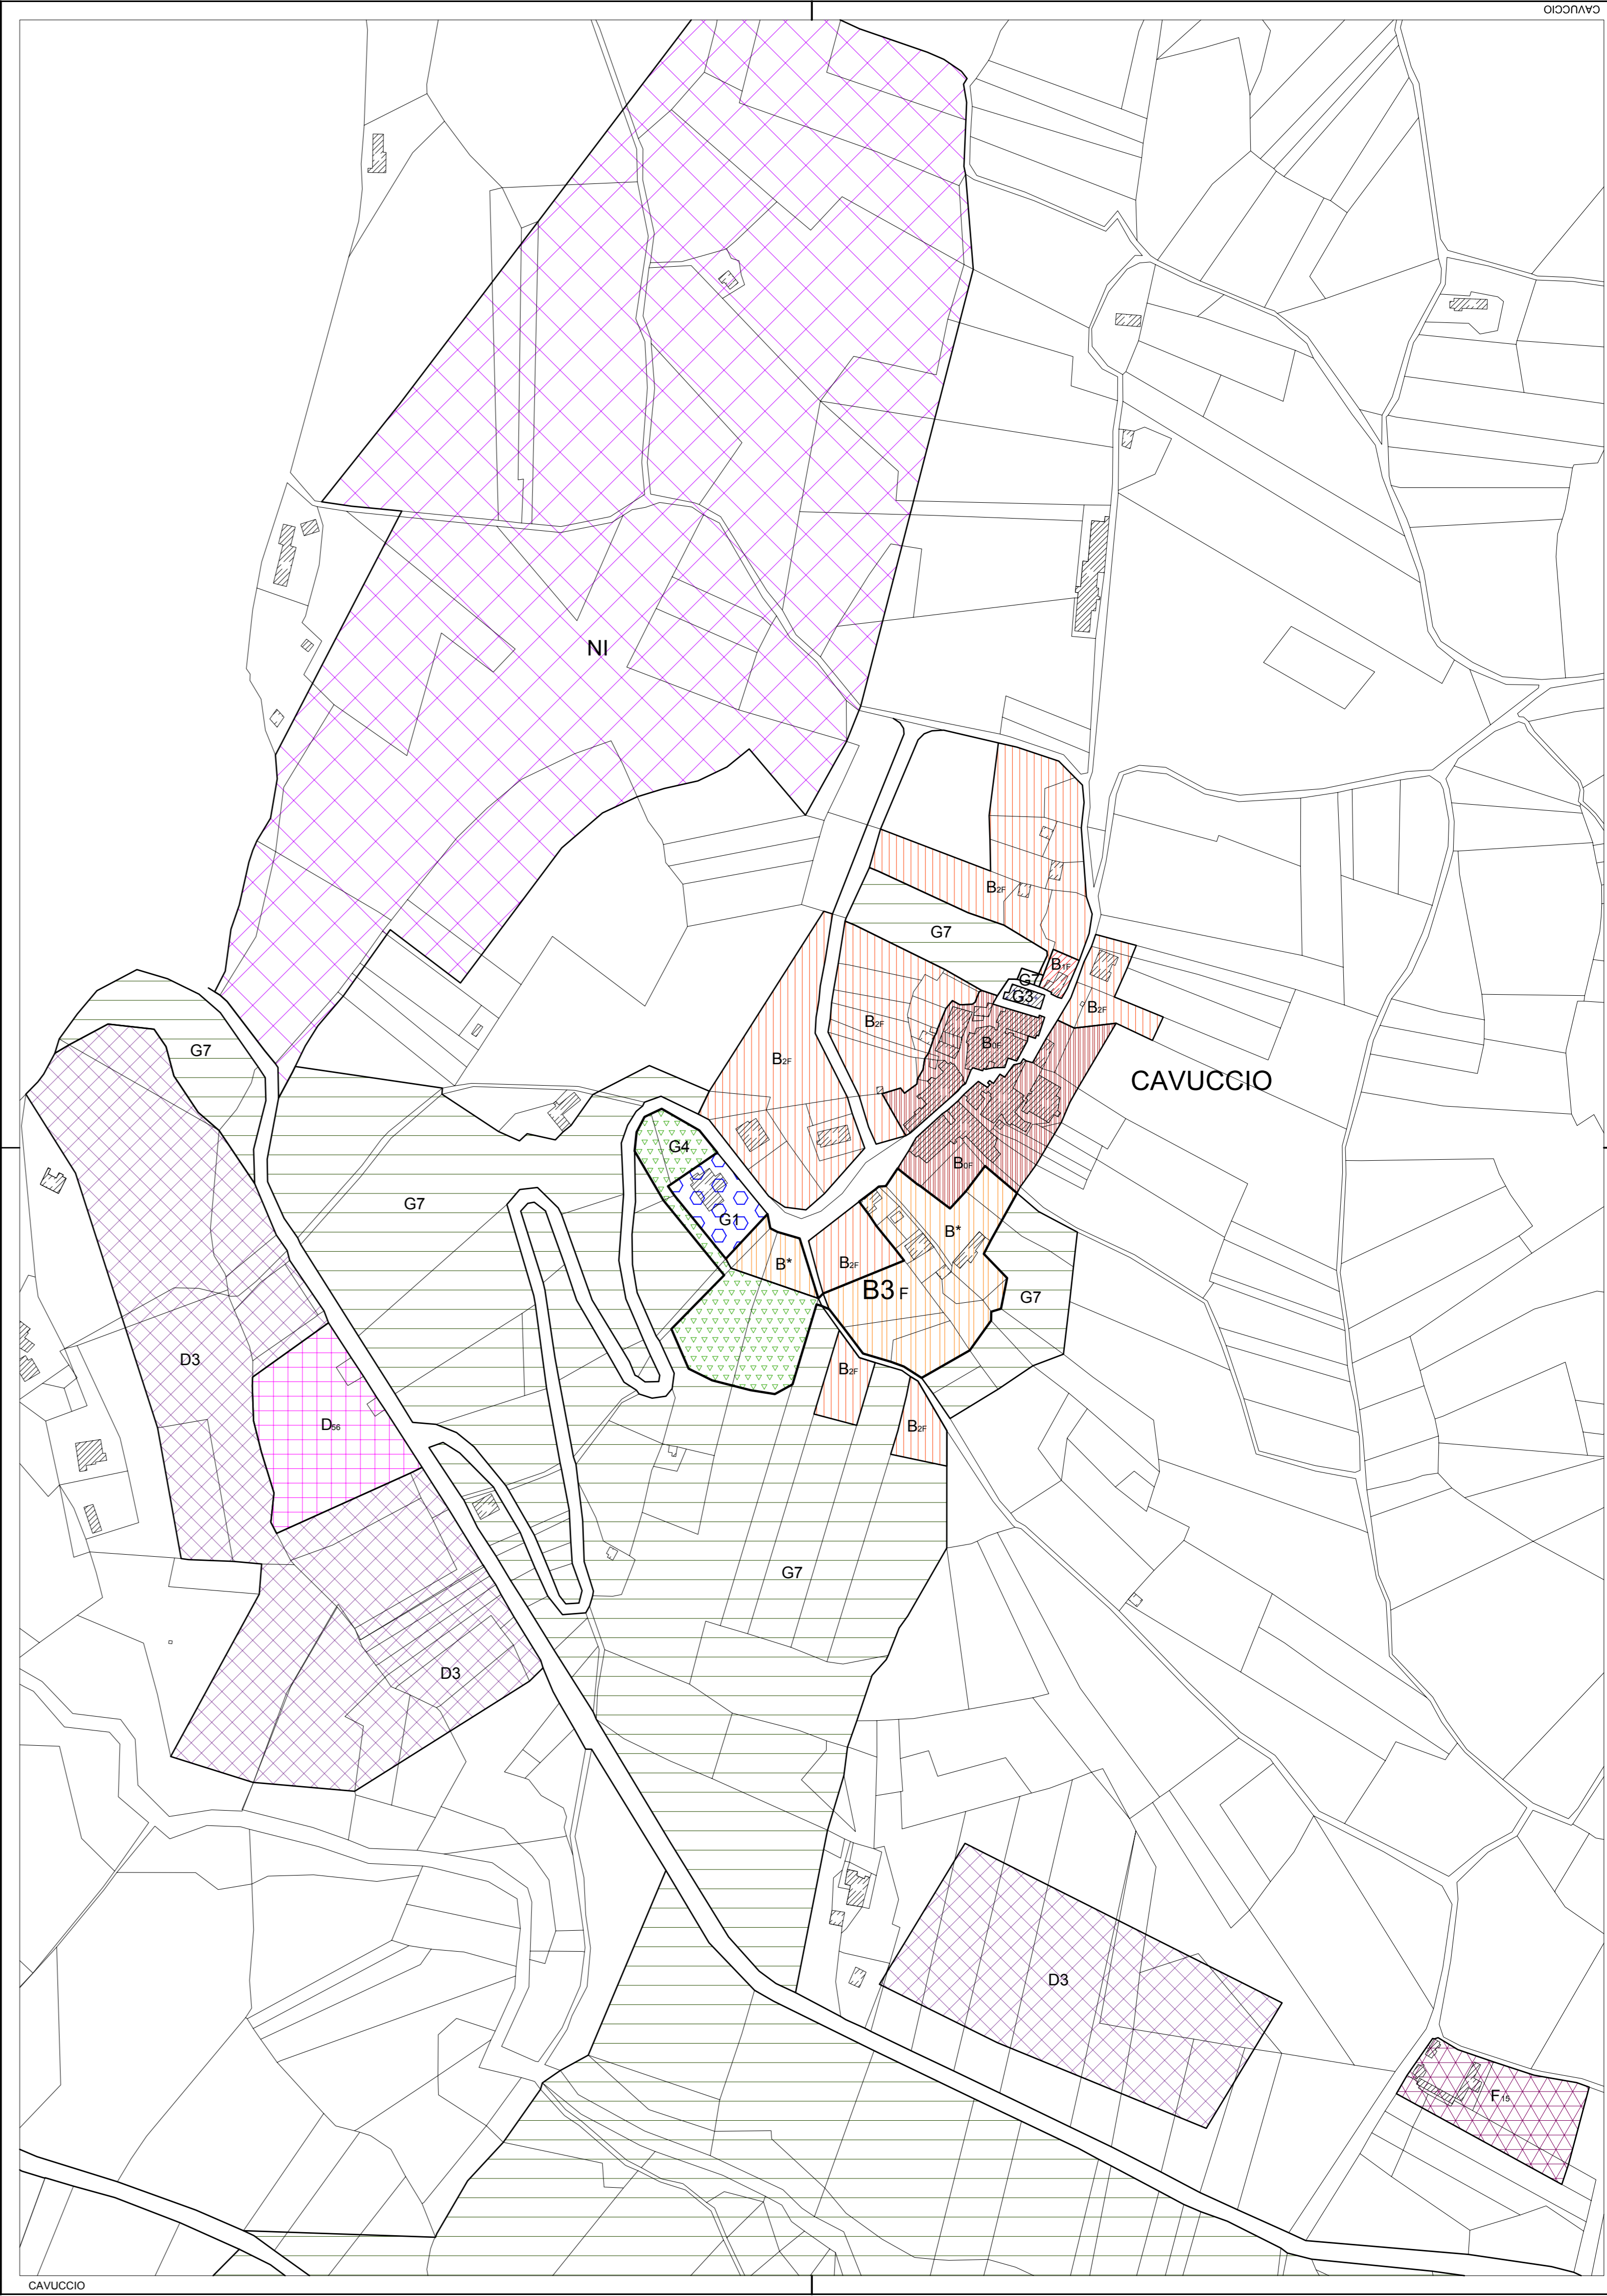 CAVUCCIO
NI
B2F
G7
B1F
G7
G3
B2F
B2F
B0F
G7
B2F
CAVUCCIO
G4
B0F
G7
G1
B*
B*
B2F
B3 F
G7
D3
B2F
D56
B2F
G7
D3
D3
F15
CAVUCCIO